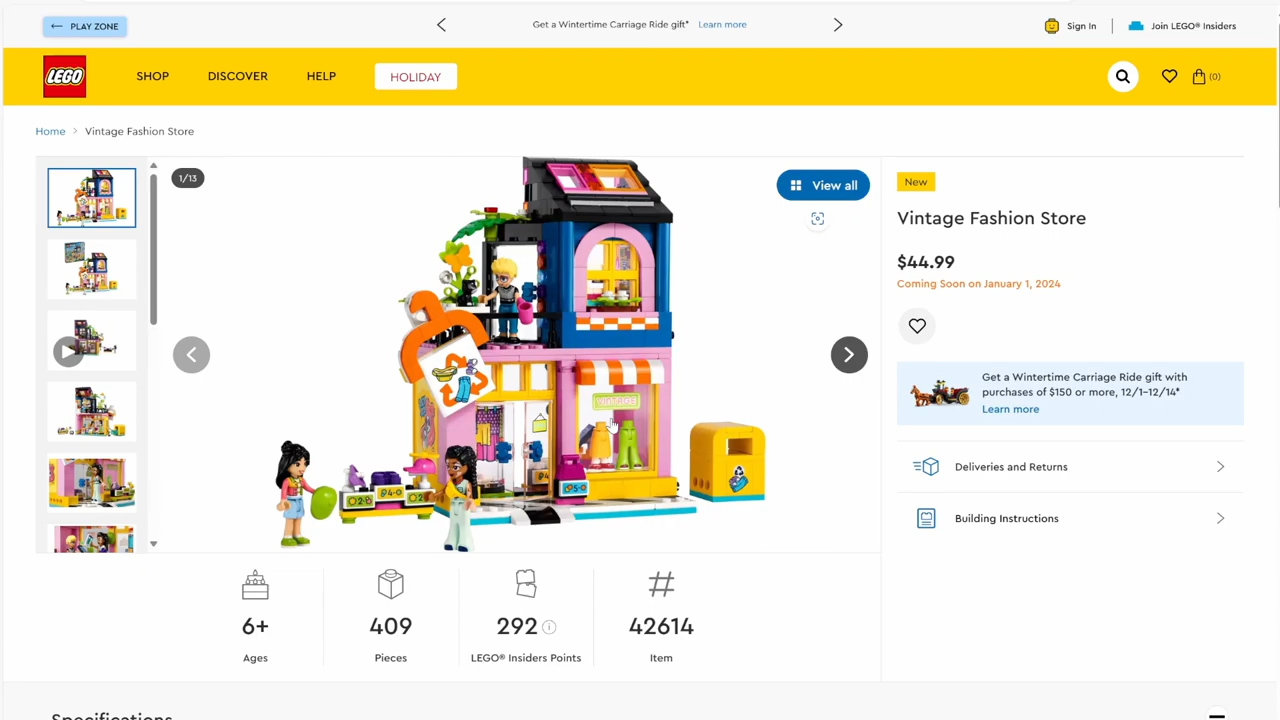 ← PLAY ZONE
Get a Wintertime Carriage Ride gift* Learn more
Sign In
Join LEGO® Insiders
LEGO
SHOP
DISCOVER
HELP
HOLIDAY
(0)
Home > Vintage Fashion Store
1/13
View all
VINTAGE
New
Vintage Fashion Store
$44.99
Coming Soon on January 1, 2024
Get a Wintertime Carriage Ride gift with
purchases of $150 or more, 12/1–12/14*
Learn more
Deliveries and Returns
Building Instructions
6+
Ages
409
Pieces
292
LEGO® Insiders Points
42614
Item
Specifications